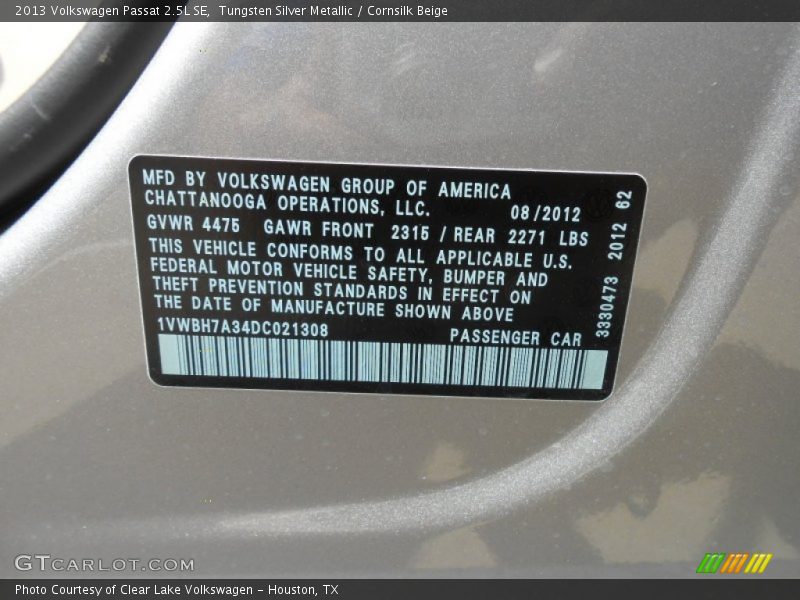 2013 Volkswagen Passat 2.5L SE, Tungsten Silver Metallic / Cornsilk Beige
MFD BY VOLKSWAGEN GROUP OF AMERICA
CHATTANOOGA OPERATIONS, LLC. 08/2012
GVWR 4475 GAWR FRONT 2315 / REAR 2271 LBS
THIS VEHICLE CONFORMS TO ALL APPLICABLE U.S.
FEDERAL MOTOR VEHICLE SAFETY, BUMPER AND
THEFT PREVENTION STANDARDS IN EFFECT ON
THE DATE OF MANUFACTURE SHOWN ABOVE
1VWBH7A34DC021308 PASSENGER CAR
3330473 2012 62
GTCARLOT.COM
Photo Courtesy of Clear Lake Volkswagen – Houston, TX